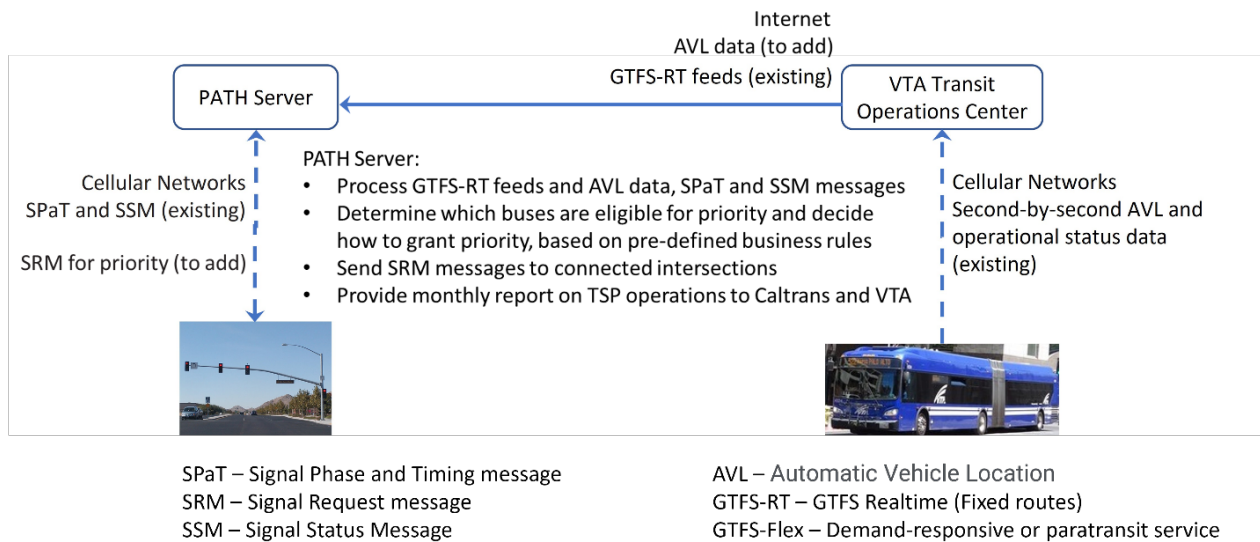 Internet
AVL data (to add)
GTFS-RT feeds (existing)
PATH Server
VTA Transit
Operations Center
Cellular Networks
SPaT and SSM (existing)
SRM for priority (to add)
PATH Server:
• Process GTFS-RT feeds and AVL data, SPaT and SSM messages
• Determine which buses are eligible for priority and decide
how to grant priority, based on pre-defined business rules
• Send SRM messages to connected intersections
• Provide monthly report on TSP operations to Caltrans and VTA
Cellular Networks
Second-by-second AVL and
operational status data
(existing)
SPaT – Signal Phase and Timing message
SRM – Signal Request message
SSM – Signal Status Message
AVL – Automatic Vehicle Location
GTFS-RT – GTFS Realtime (Fixed routes)
GTFS-Flex – Demand-responsive or paratransit service